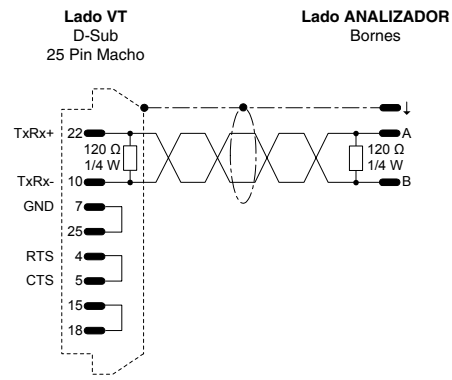 Lado VT
D-Sub
25 Pin Macho
Lado ANALIZADOR
Bornes
TxRx+ 22 A
120 Ω 120 Ω
1/4 W 1/4 W
TxRx- 10 B
GND 7
25
RTS 4
CTS 5
15
18